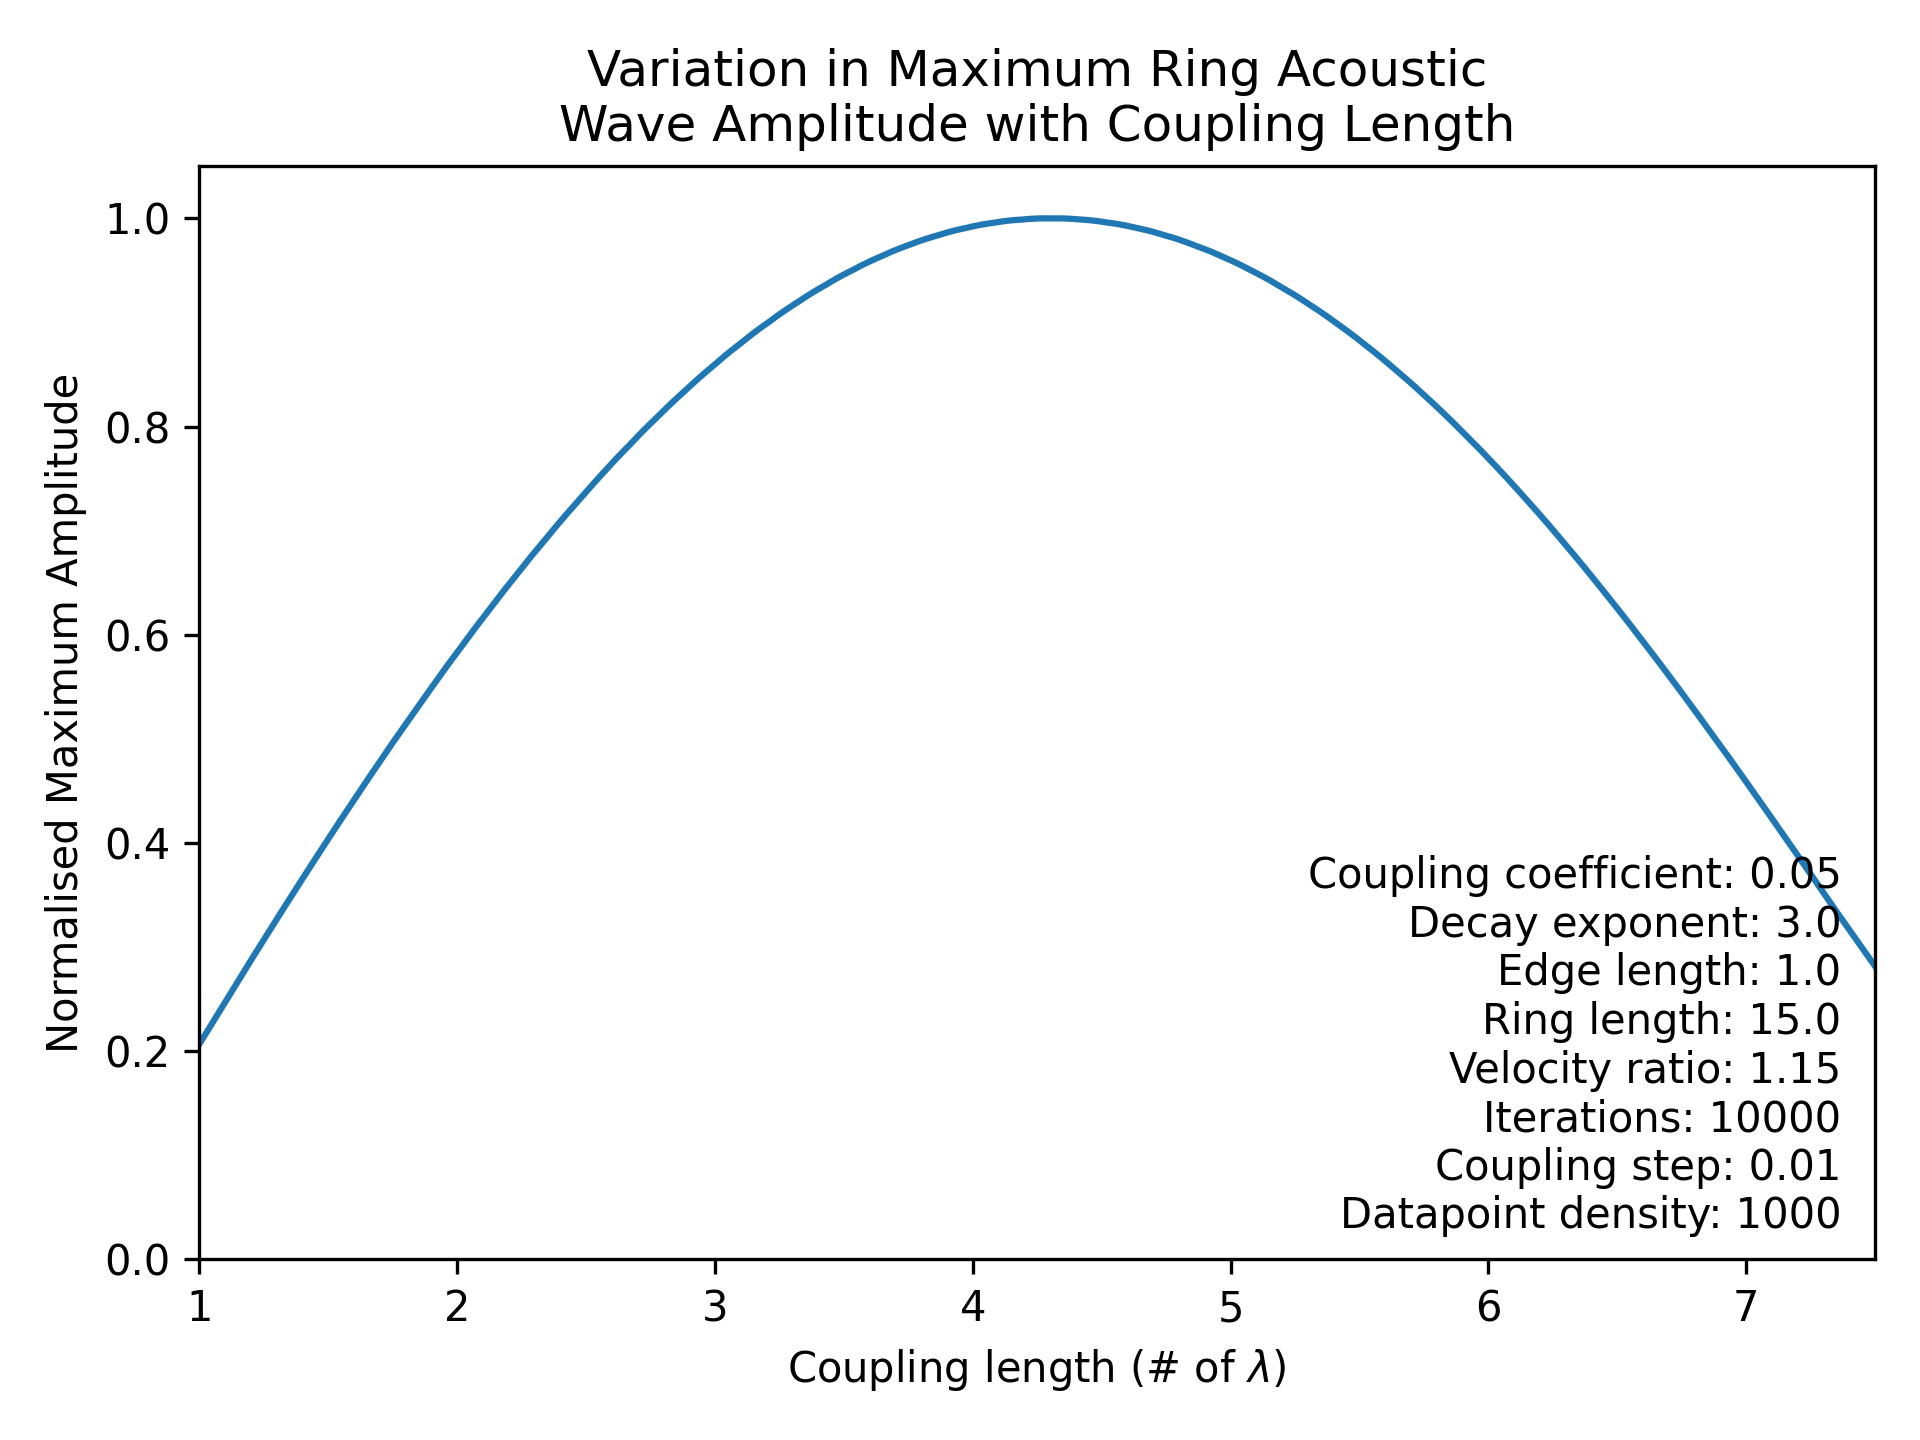 Variation in Maximum Ring Acoustic
Wave Amplitude with Coupling Length
Normalised Maximum Amplitude
1.0
0.8
0.6
0.4
0.2
0.0
Coupling coefficient: 0.05
Decay exponent: 3.0
Edge length: 1.0
Ring length: 15.0
Velocity ratio: 1.15
Iterations: 10000
Coupling step: 0.01
Datapoint density: 1000
1 2 3 4 5 6 7
Coupling length (# of λ)